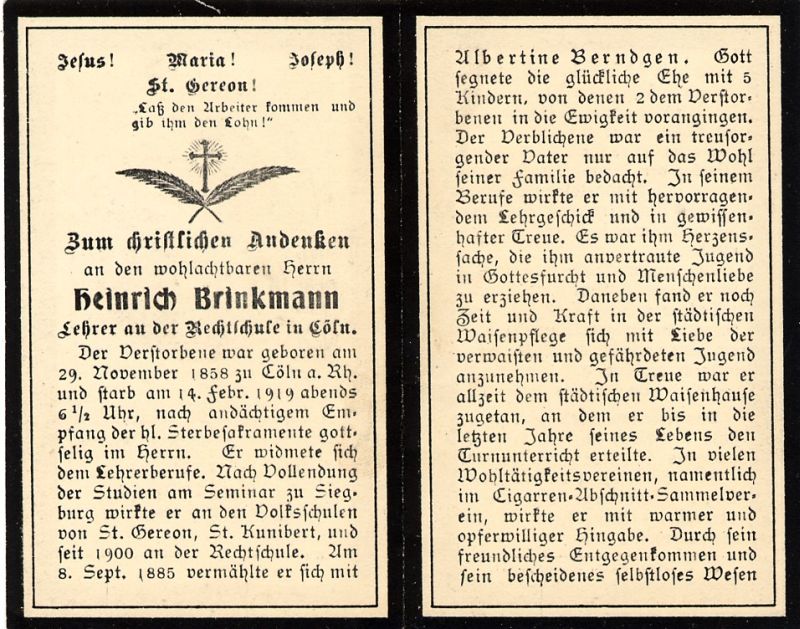 Jesus! Maria! Joseph!
St. Gereon!
„Laß den Arbeiter kommen und
gib ihm den Lohn!“
Zum christlichen Andenken
an den wohlachtbaren Herrn
Heinrich Brinkmann
Lehrer an der Rechtschule in Cöln.
Der Verstorbene war geboren am
29. November 1858 zu Cöln a. Rh.
und starb am 14. Febr. 1919 abends
6 1/2 Uhr, nach andächtigem Em-
pfang der hl. Sterbesakramente gott-
selig im Herrn. Er widmete sich
dem Lehrerberufe. Nach Vollendung
der Studien am Seminar zu Sieg-
burg wirkte er an den Volksschulen
von St. Gereon, St. Kunibert, und
seit 1900 an der Rechtschule. Am
8. Sept. 1885 vermählte er sich mit
Albertine Berndgen. Gott
segnete die glückliche Ehe mit 5
Kindern, von denen 2 dem Verstor-
benen in die Ewigkeit vorangingen.
Der Verblichene war ein treusor-
gender Vater nur auf das Wohl
seiner Familie bedacht. In seinem
Berufe wirkte er mit hervorragen-
dem Lehrgeschick und in gewissen-
hafter Treue. Es war ihm Herzens-
sache, die ihm anvertraute Jugend
in Gottesfurcht und Menschenliebe
zu erziehen. Daneben fand er noch
Zeit und Kraft in der städtischen
Waisenpflege sich mit Liebe der
verwaisten und gefährdeten Jugend
anzunehmen. In Treue war er
allzeit dem städtischen Waisenhause
zugetan, an dem er bis in die
letzten Jahre seines Lebens den
Turnunterricht erteilte. In vielen
Wohltätigkeitsvereinen, namentlich
im Cigarren-Abschnitt-Sammelver-
ein, wirkte er mit warmer und
opferwilliger Hingabe. Durch sein
freundliches Entgegenkommen und
sein bescheidenes selbstloses Wesen